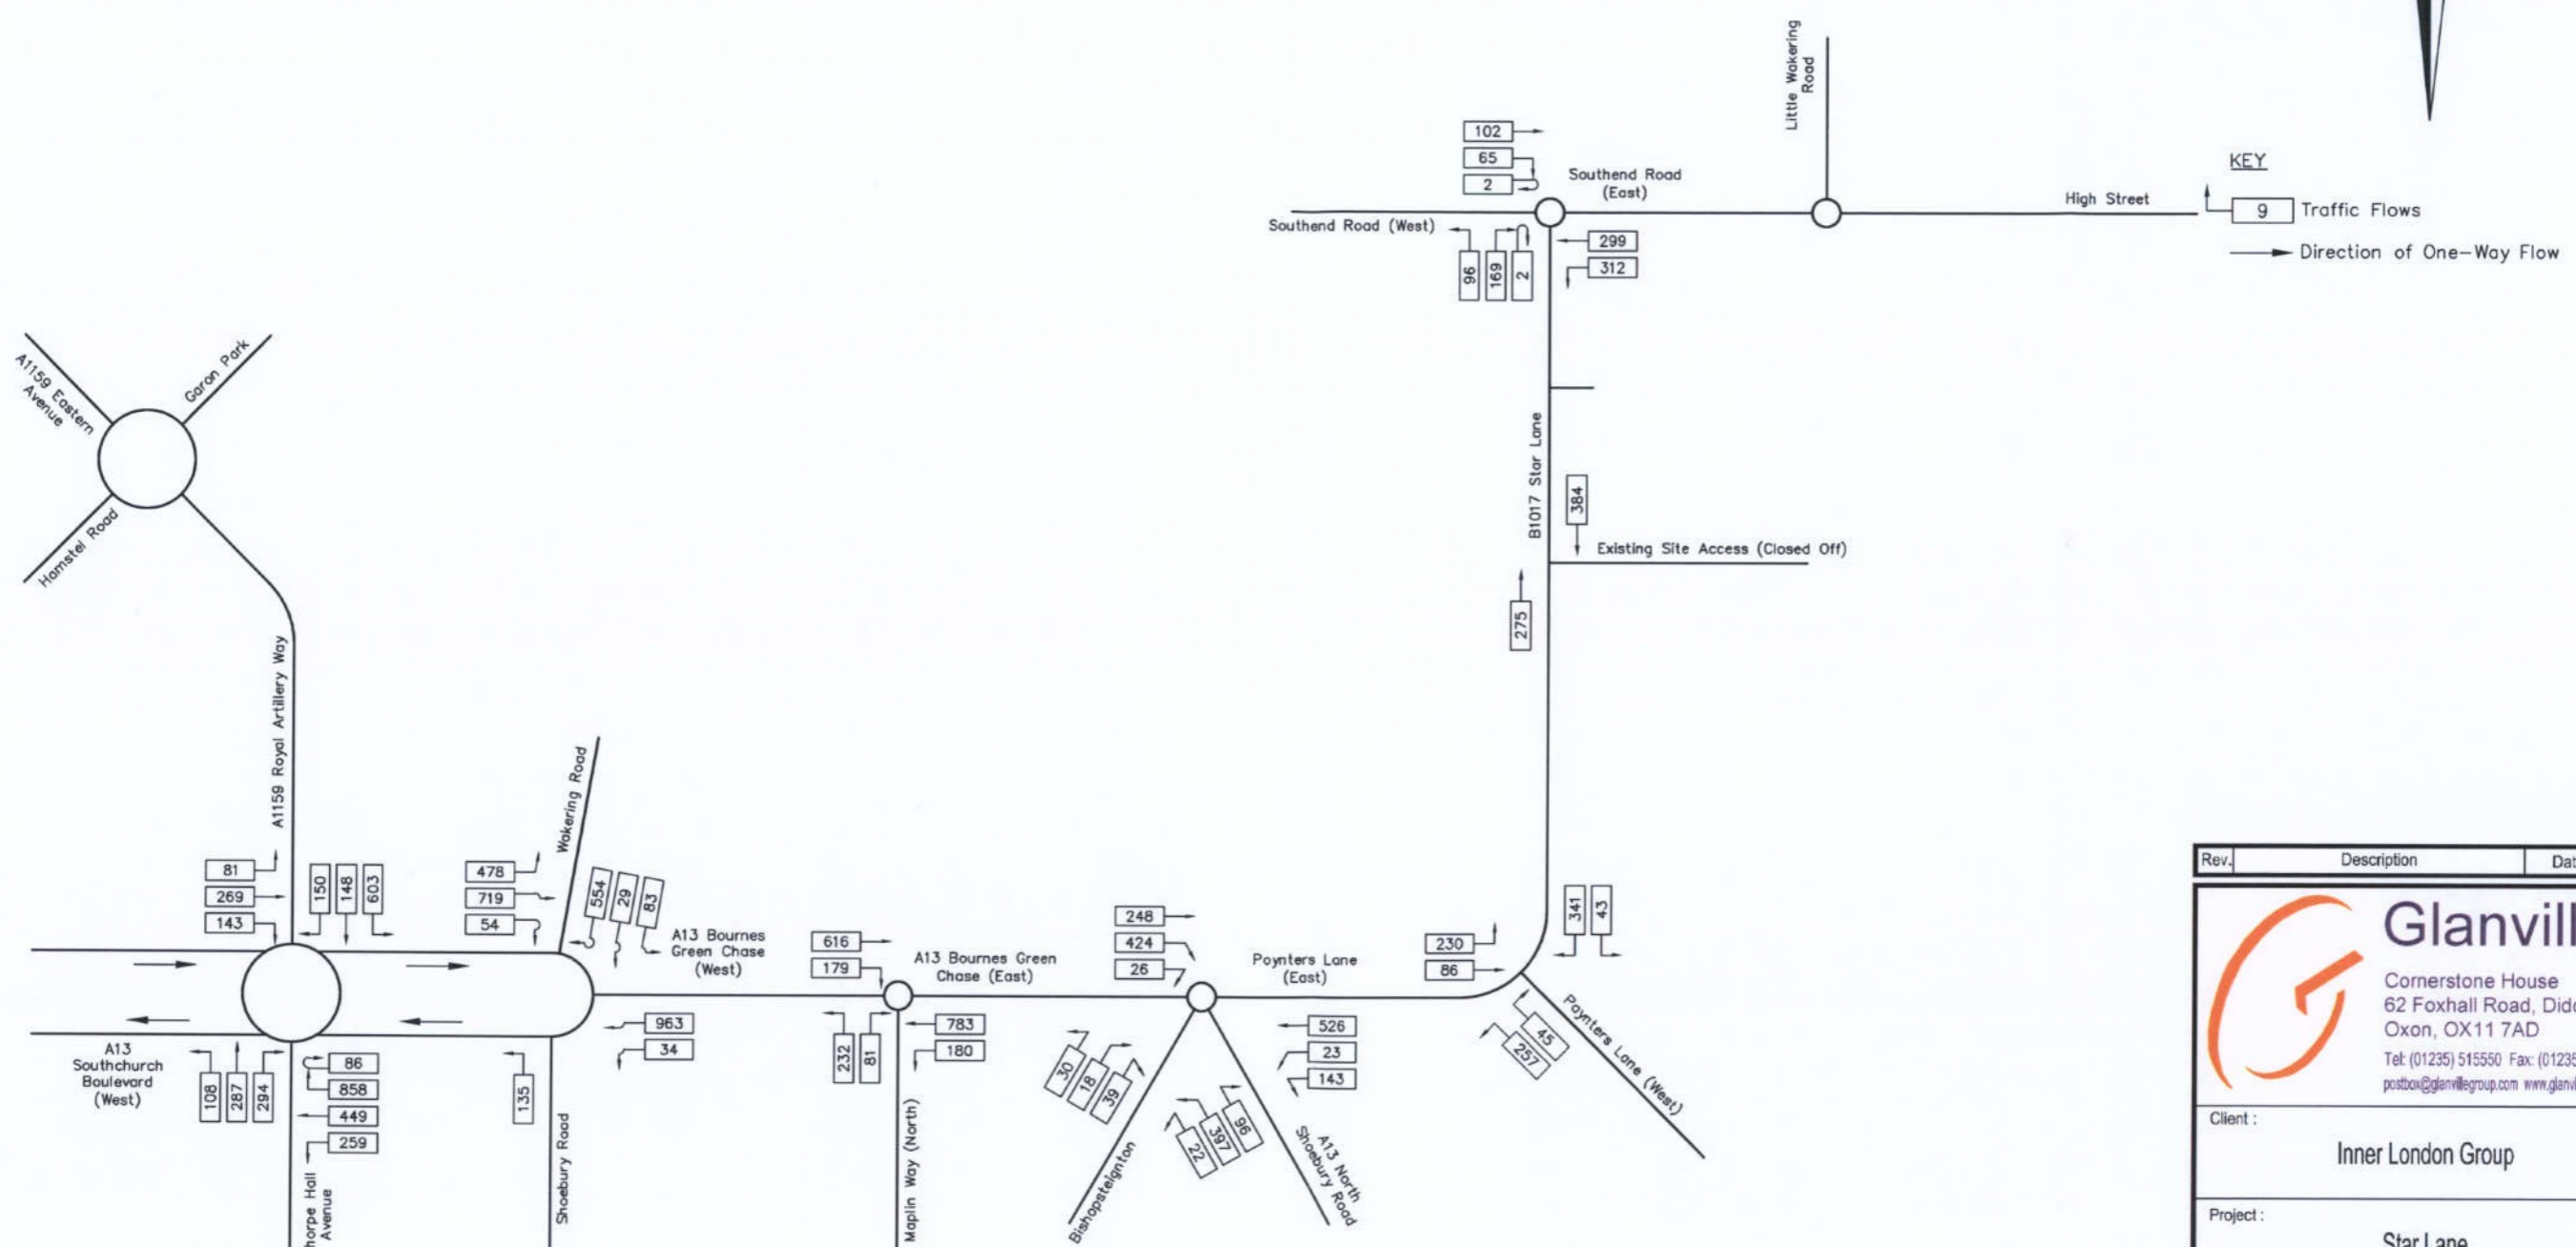 Little Wakering
Road
102
65
2
Southend Road
(East)
Southend Road (West)
High Street
KEY
9
Traffic Flows
Direction of One-Way Flow
96
169
2
299
312
A1159 Eastern
Avenue
Garon Park
Hamstel Road
B1017 Star Lane
384
Existing Site Access (Closed Off)
275
A1159 Royal Artillery Way
Wakering Road
81
269
143
150
148
603
478
719
54
554
29
83
A13 Bournes
Green Chase
(West)
616
179
A13 Bournes Green
Chase (East)
248
424
26
Poynters Lane
(East)
230
86
341
43
A13
Southchurch
Boulevard
(West)
108
287
294
86
858
449
259
horpe Hall
Avenue
135
Shoebury Road
963
34
232
81
783
180
Maplin Way (North)
30
18
39
Bishopsteignton
22
397
96
526
23
143
A13 North
Shoebury Road
45
257
Poynters Lane (West)
Rev.
Description
Dat
Glanvill
Cornerstone House
62 Foxhall Road, Didc
Oxon, OX11 7AD
Tel: (01235) 515550 Fax: (01235
postbox@glanvillegroup.com www.glanvi
Client :
Inner London Group
Project :
Star Lane